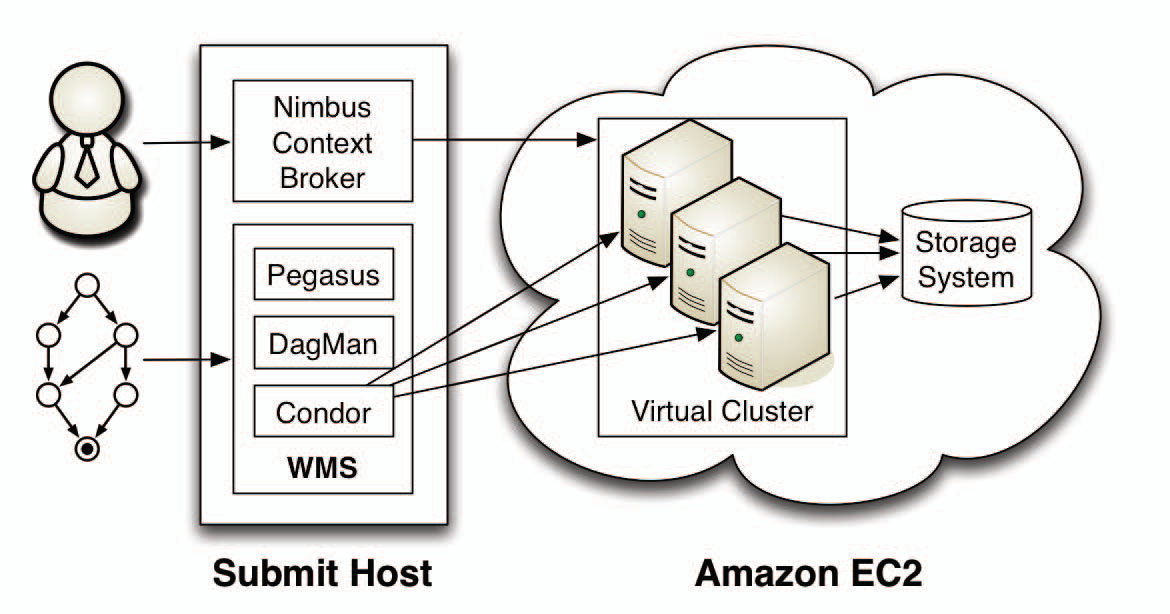 Nimbus
Context
Broker
Pegasus
DagMan
Condor
WMS
Submit Host
Virtual Cluster
Storage
System
Amazon EC2